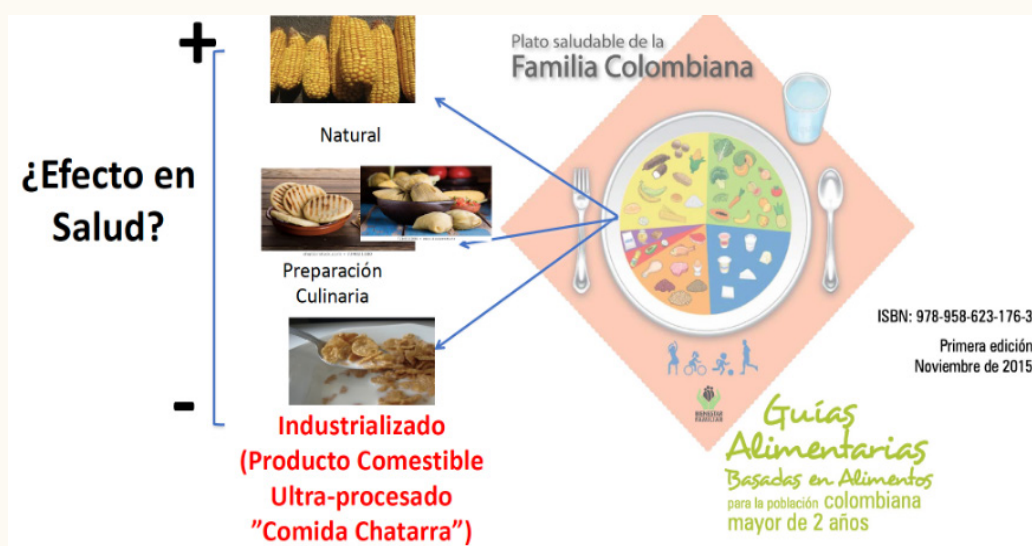 +
¿Efecto en
Salud?
-
Natural
Preparación
Culinaria
Industrializado
(Producto Comestible
Ultra-procesado
”Comida Chatarra”)
Plato saludable de la
Familia Colombiana
ISBN: 978-958-623-176-3
Primera edición
Noviembre de 2015
BIENESTAR
FAMILIAR
Guías
Alimentarias
Basadas en Alimentos
para la población colombiana
mayor de 2 años